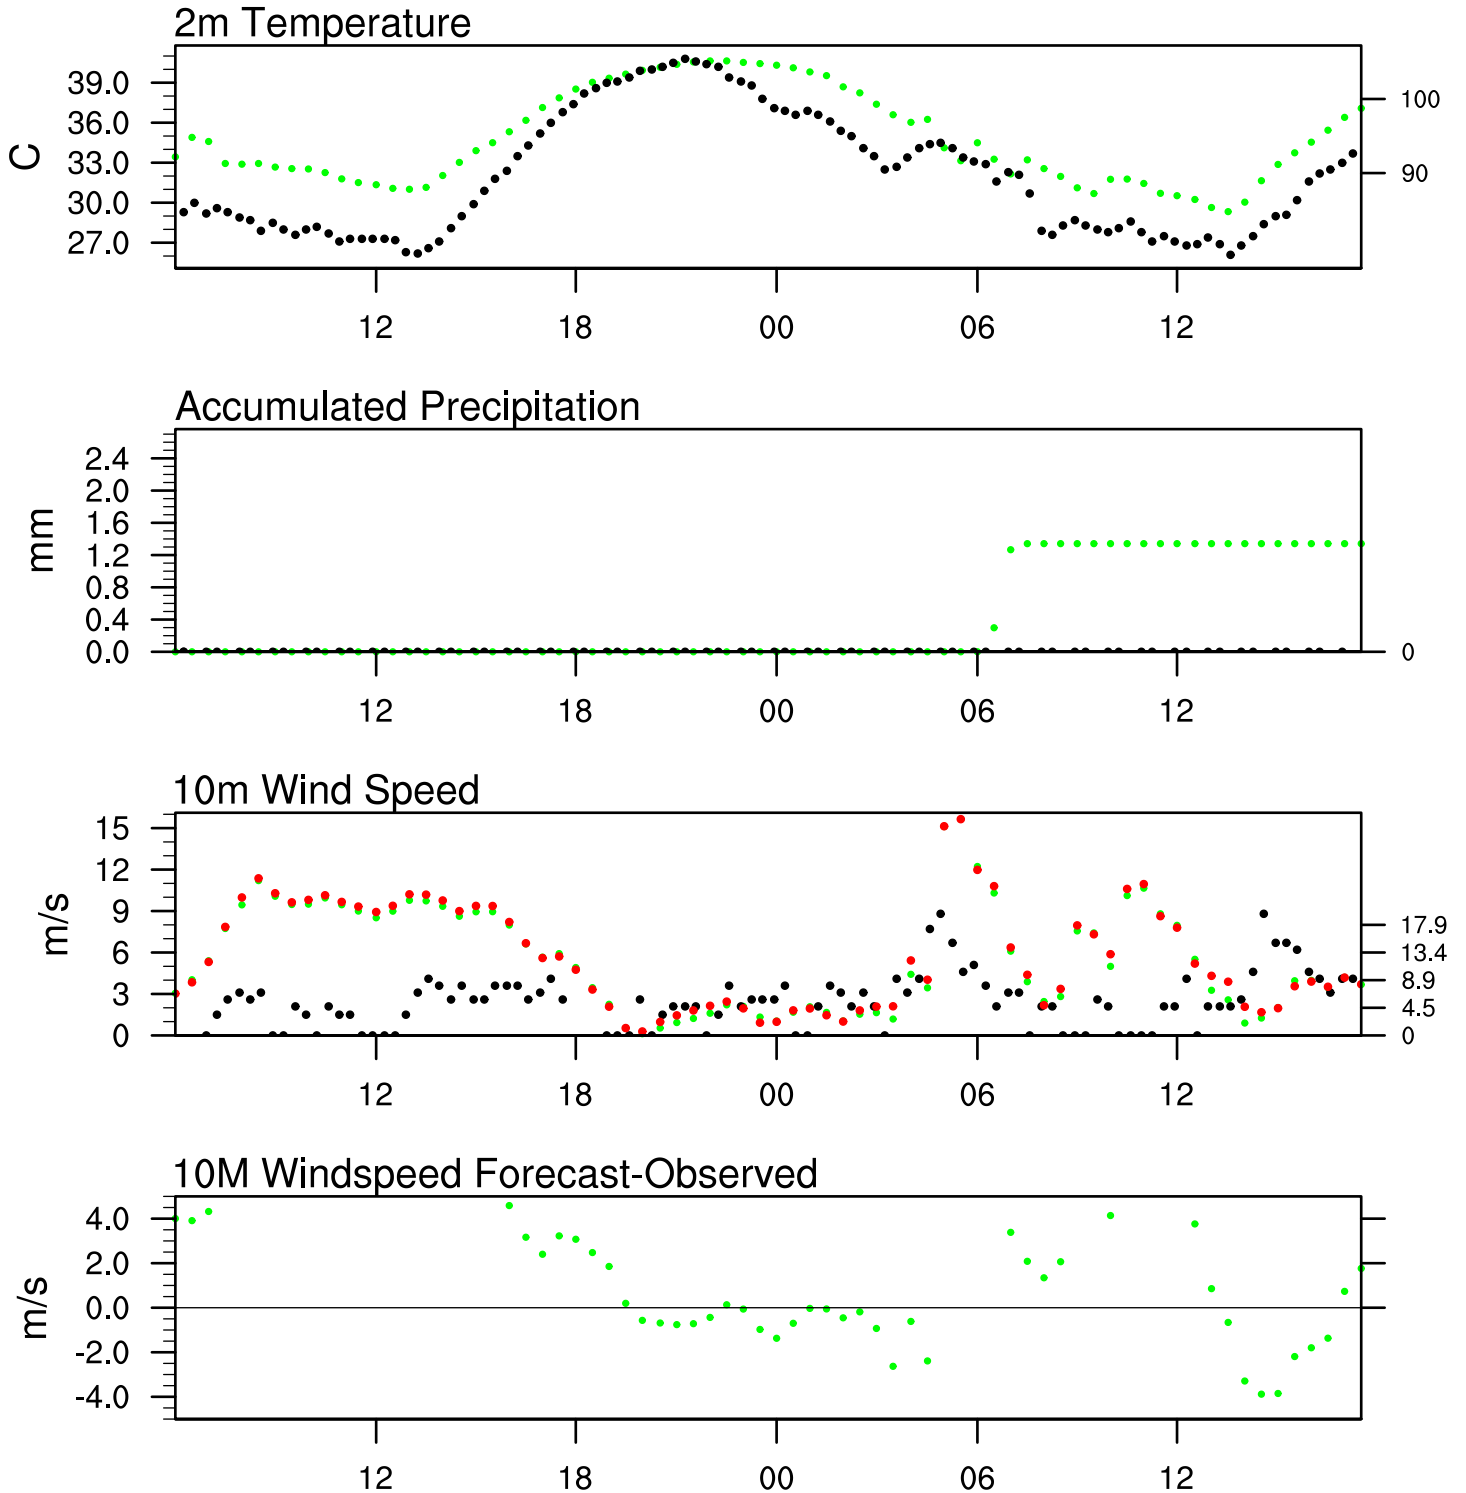 2m Temperature
39.0
36.0
33.0
30.0
27.0
C
100
90
12 18 00 06 12
Accumulated Precipitation
2.4
2.0
1.6
1.2
0.8
0.4
0.0
mm
0
12 18 00 06 12
10m Wind Speed
15
12
9
6
3
0
m/s
17.9
13.4
8.9
4.5
0
12 18 00 06 12
10M Windspeed Forecast-Observed
4.0
2.0
0.0
-2.0
-4.0
m/s
12 18 00 06 12